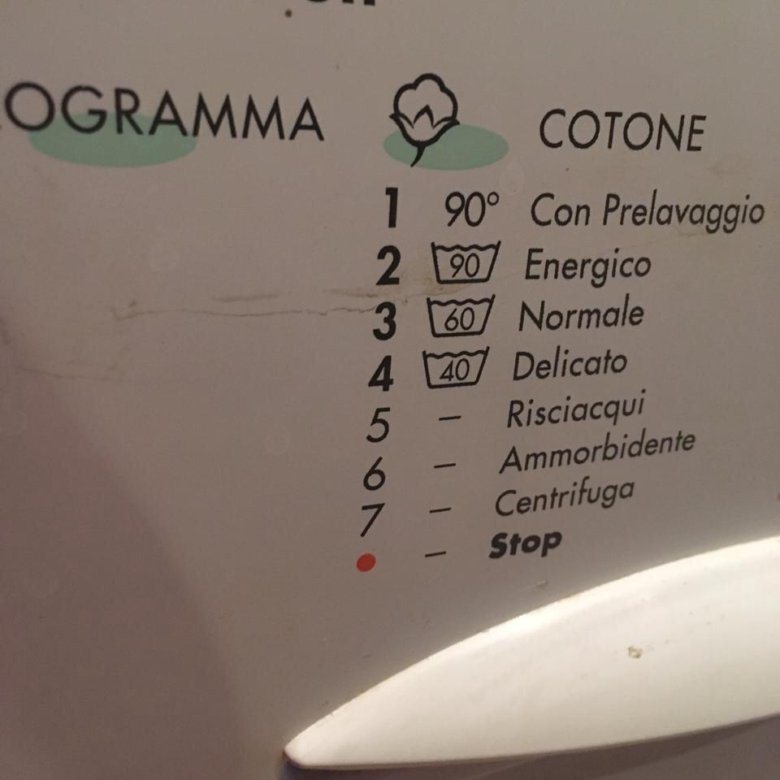 OGRAMMA COTONE
1 90° Con Prelavaggio
2 90 Energico
3 60 Normale
4 40 Delicato
5 – Risciacqui
6 – Ammorbidente
7 – Centrifuga
– Stop